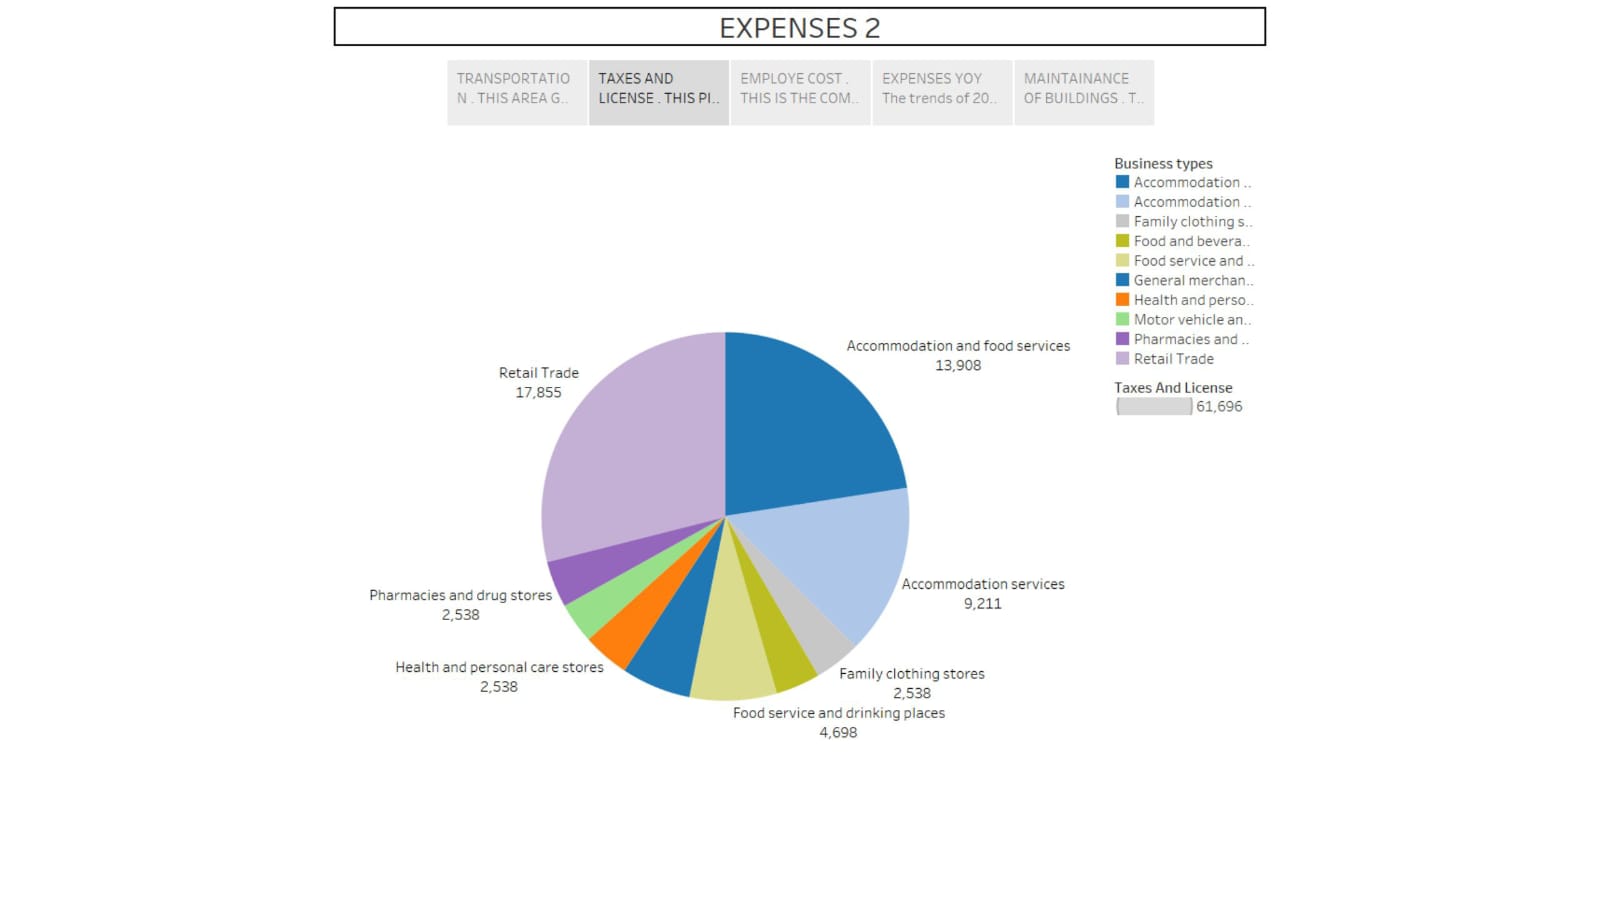 EXPENSES 2
TRANSPORTATIO
N . THIS AREA G..
TAXES AND
LICENSE . THIS PI..
EMPLOYE COST .
THIS IS THE COM..
EXPENSES YOY
The trends of 20..
MAINTAINANCE
OF BUILDINGS . T..
Business types
Accommodation ..
Accommodation ..
Family clothing s..
Food and bevera..
Food service and ..
General merchan..
Health and perso..
Motor vehicle an..
Pharmacies and ..
Retail Trade
Taxes And License
61,696
Accommodation and food services
13,908
Retail Trade
17,855
Accommodation services
9,211
Pharmacies and drug stores
2,538
Health and personal care stores
2,538
Family clothing stores
2,538
Food service and drinking places
4,698